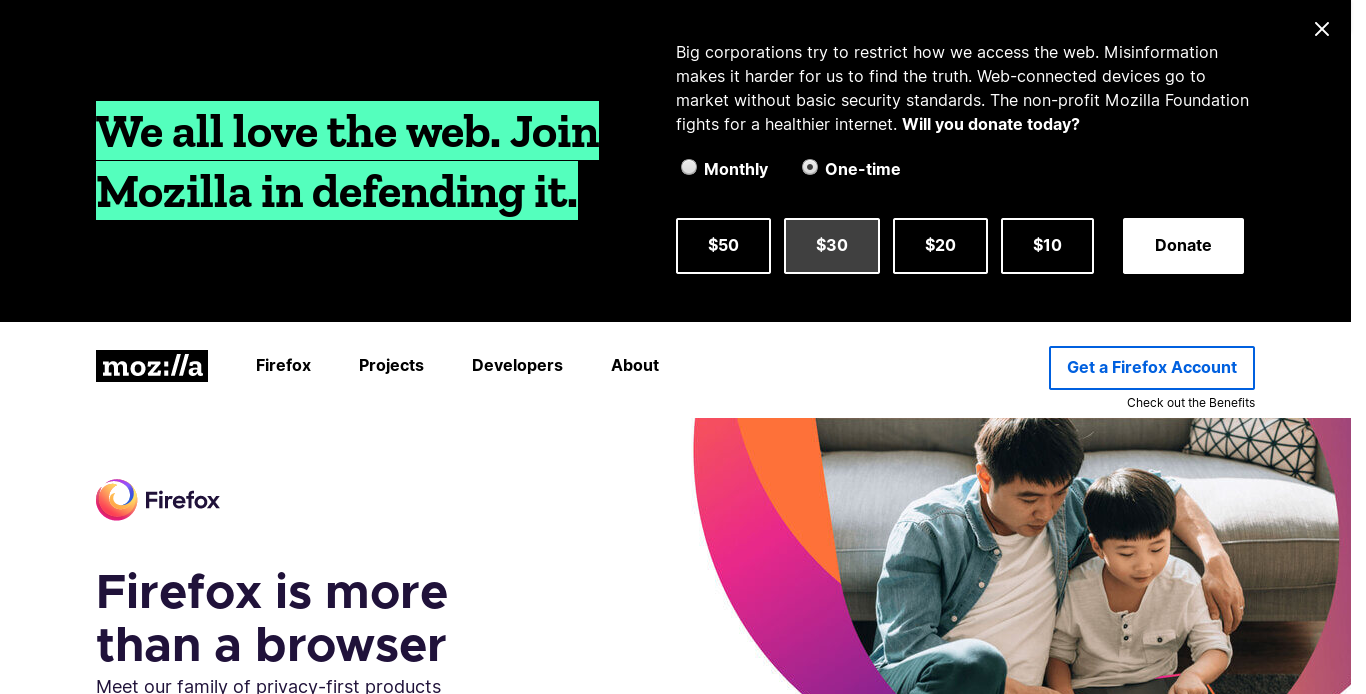 We all love the web. Join
Mozilla in defending it.
Big corporations try to restrict how we access the web. Misinformation
makes it harder for us to find the truth. Web-connected devices go to
market without basic security standards. The non-profit Mozilla Foundation
fights for a healthier internet. Will you donate today?
Monthly One-time
$50 $30 $20 $10 Donate
moz://a Firefox Projects Developers About
Get a Firefox Account
Check out the Benefits
Firefox
Firefox is more
than a browser
Meet our family of privacy-first products